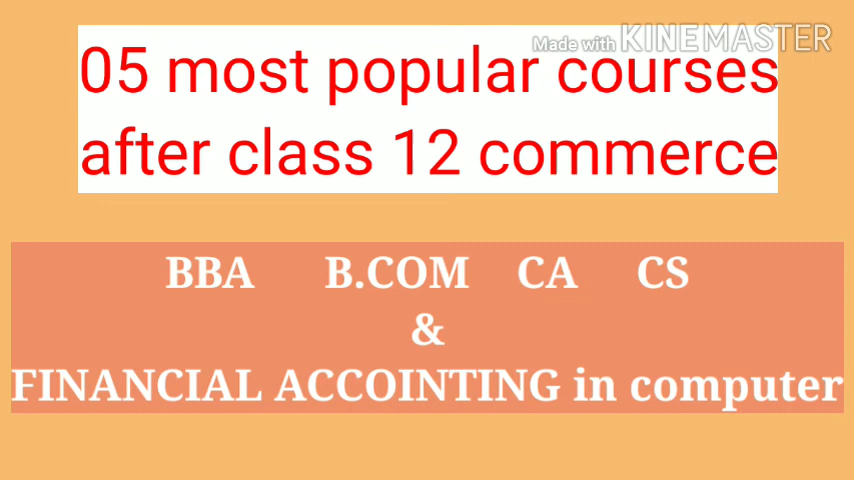 Made with KINEMASTER
05 most popular courses
after class 12 commerce
BBA B.COM CA CS
&
FINANCIAL ACCOINTING in computer